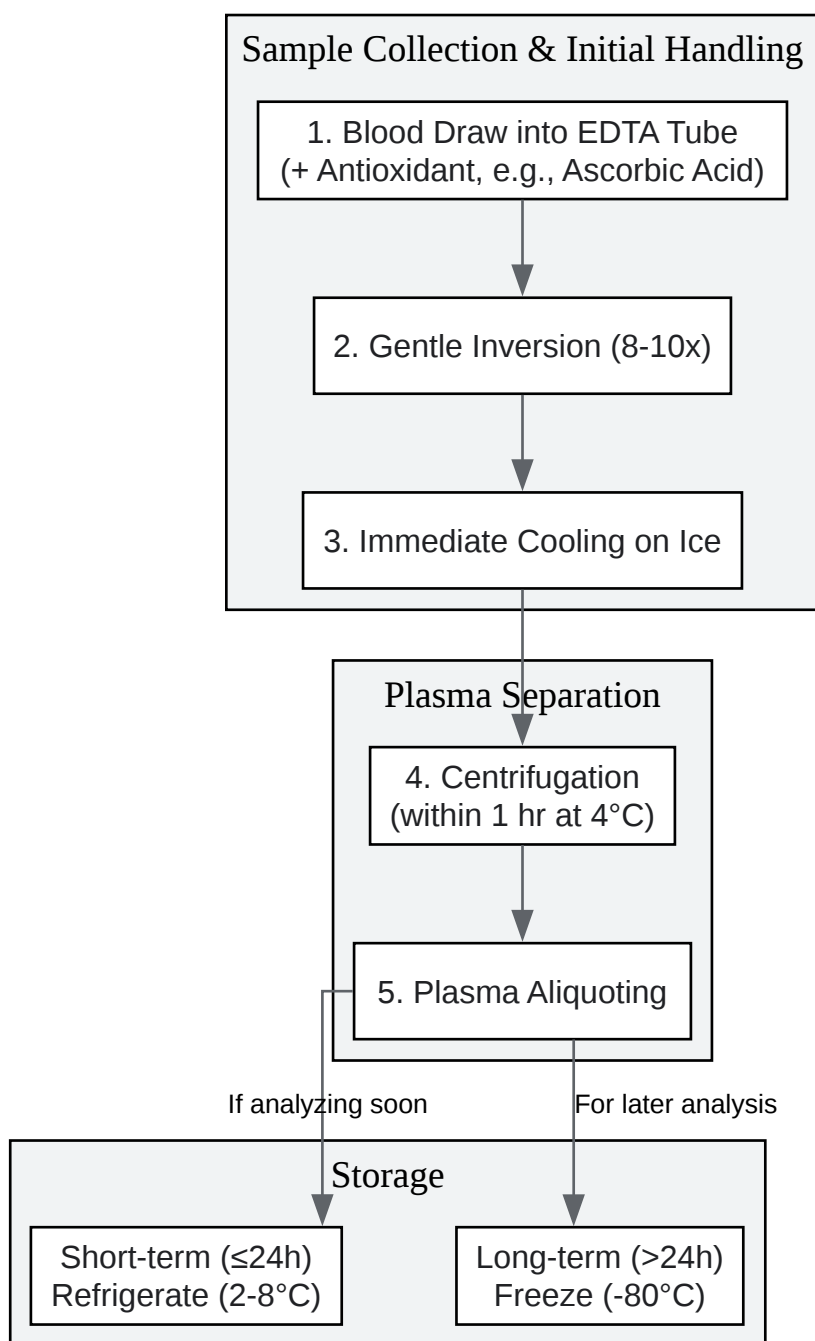 Sample Collection & Initial Handling
1. Blood Draw into EDTA Tube
(+ Antioxidant, e.g., Ascorbic Acid)
2. Gentle Inversion (8-10x)
3. Immediate Cooling on Ice
Plasma Separation
4. Centrifugation
(within 1 hr at 4°C)
5. Plasma Aliquoting
If analyzing soon
For later analysis
Storage
Short-term (≤24h)
Refrigerate (2-8°C)
Long-term (>24h)
Freeze (-80°C)